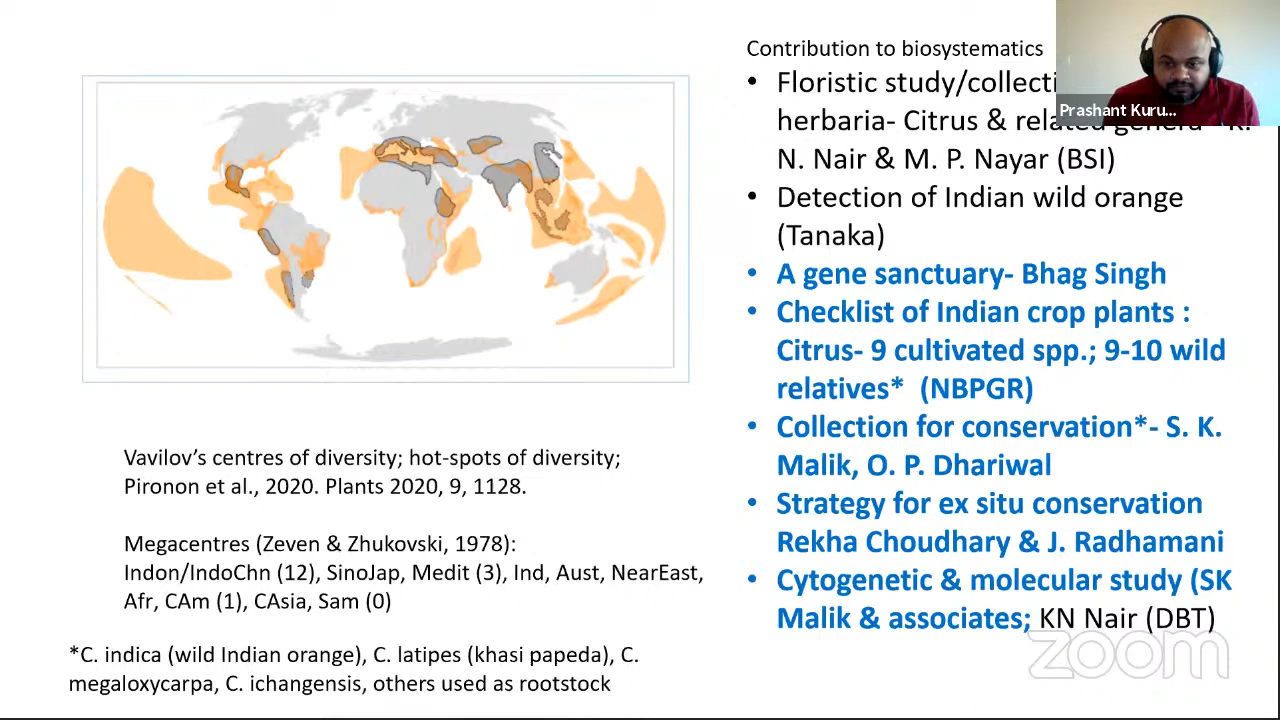 Contribution to biosystematics
• Floristic study/collecti
herbaria- Citrus & related genera - K.
N. Nair & M. P. Nayar (BSI)
• Detection of Indian wild orange
(Tanaka)
• A gene sanctuary- Bhag Singh
• Checklist of Indian crop plants :
Citrus- 9 cultivated spp.; 9-10 wild
relatives* (NBPGR)
• Collection for conservation*- S. K.
Malik, O. P. Dhariwal
• Strategy for ex situ conservation
Rekha Choudhary & J. Radhamani
• Cytogenetic & molecular study (SK
Malik & associates; KN Nair (DBT)
Prashant Kuru...
Vavilov's centres of diversity; hot-spots of diversity;
Pironon et al., 2020. Plants 2020, 9, 1128.
Megacentres (Zeven & Zhukovski, 1978):
Indon/IndoChn (12), SinoJap, Medit (3), Ind, Aust, NearEast,
Afr, CAm (1), CAsia, Sam (0)
*C. indica (wild Indian orange), C. latipes (khasi papeda), C.
megaloxycarpa, C. ichangensis, others used as rootstock
zoom